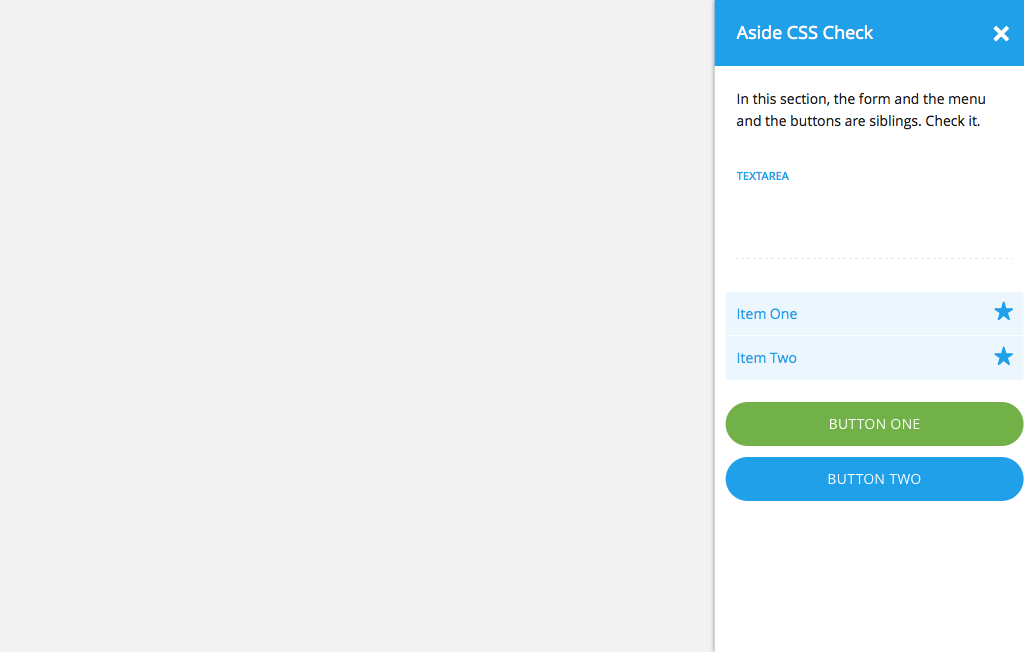 Aside CSS Check
In this section, the form and the menu
and the buttons are siblings. Check it.
TEXTAREA
Item One
Item Two
BUTTON ONE
BUTTON TWO